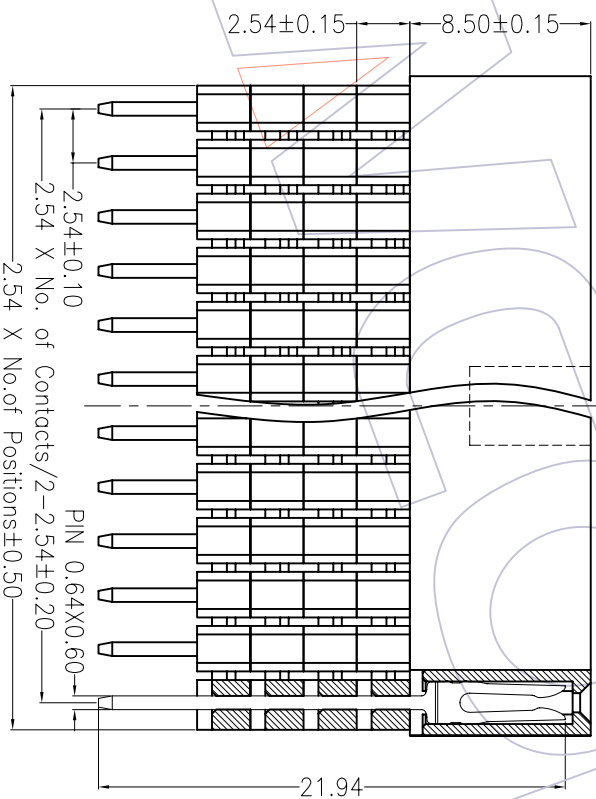 2.54±0.15
8.50±0.15
2.54±0.10
2.54 X No. of Contacts/2-2.54±0.20
2.54 X No.of Positions±0.50
PIN 0.64X0.60
21.94